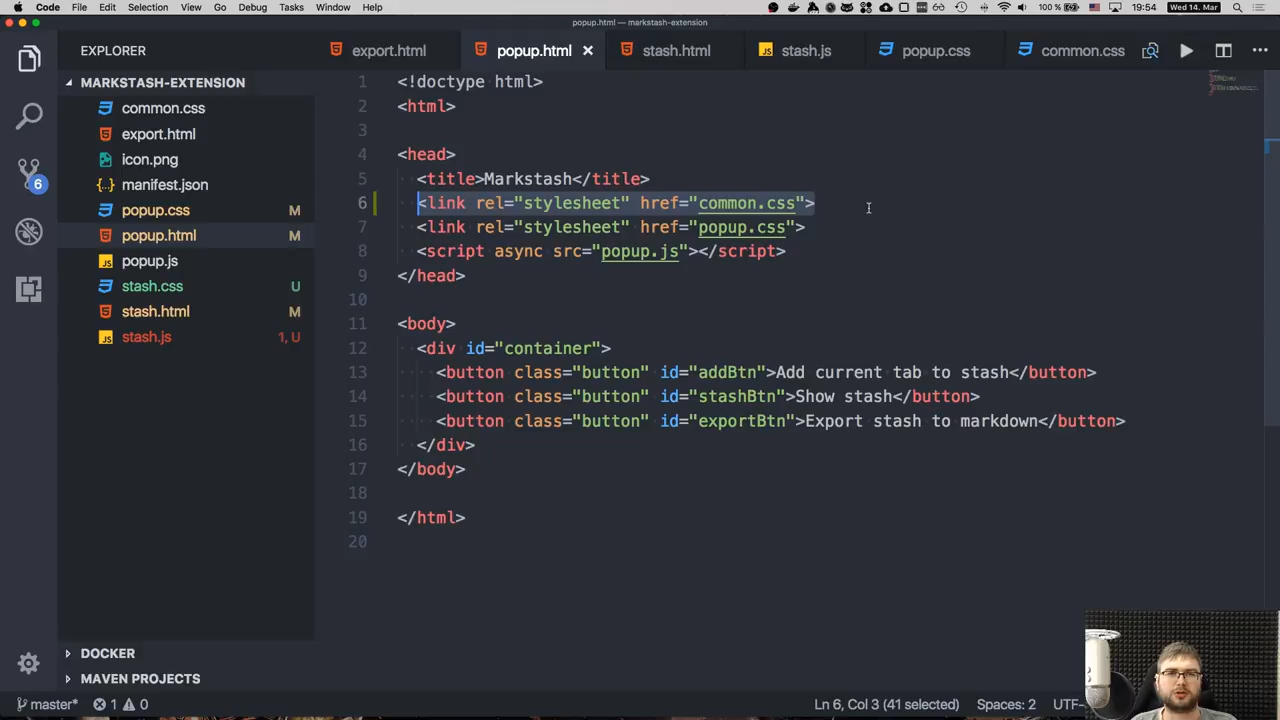 Code File Edit Selection View Go Debug Tasks Window Help 100 % Wed 14. Mar 19:54
popup.html — markstash-extension
EXPLORER
export.html popup.html stash.html stash.js popup.css common.css
MARKSTASH-EXTENSION
common.css
export.html
icon.png
manifest.json
popup.css M
popup.html M
popup.js
stash.css U
stash.html M
stash.js 1, U
6
1 <!doctype html>
2 <html>
3
4 <head>
5 <title>Markstash</title>
6 <link rel="stylesheet" href="common.css">
7 <link rel="stylesheet" href="popup.css">
8 <script async src="popup.js"></script>
9 </head>
10
11 <body>
12 <div id="container">
13 <button class="button" id="addBtn">Add current tab to stash</button>
14 <button class="button" id="stashBtn">Show stash</button>
15 <button class="button" id="exportBtn">Export stash to markdown</button>
16 </div>
17 </body>
18
19 </html>
20
DOCKER
MAVEN PROJECTS
master* 1 0 Ln 6, Col 3 (41 selected) Spaces: 2 UTF-